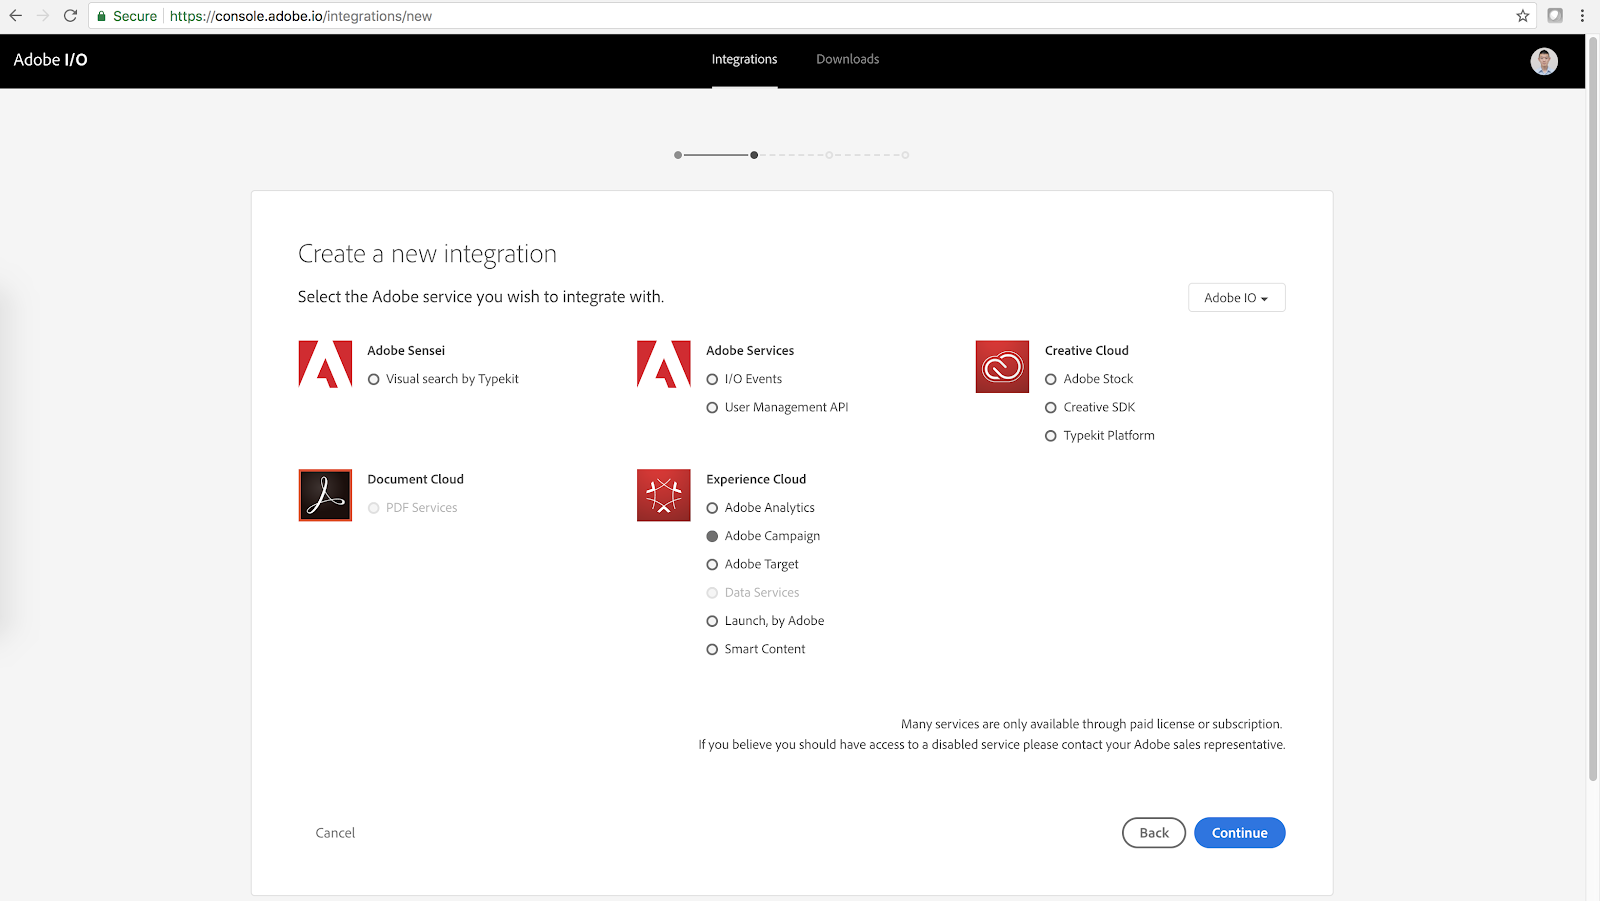 Secure https://console.adobe.io/integrations/new
Adobe I/O
Integrations
Downloads
Create a new integration
Select the Adobe service you wish to integrate with.
Adobe IO
Adobe Sensei
Visual search by Typekit
Adobe Services
I/O Events
User Management API
Creative Cloud
Adobe Stock
Creative SDK
Typekit Platform
Document Cloud
PDF Services
Experience Cloud
Adobe Analytics
Adobe Campaign
Adobe Target
Data Services
Launch, by Adobe
Smart Content
Many services are only available through paid license or subscription.
If you believe you should have access to a disabled service please contact your Adobe sales representative.
Cancel
Back
Continue